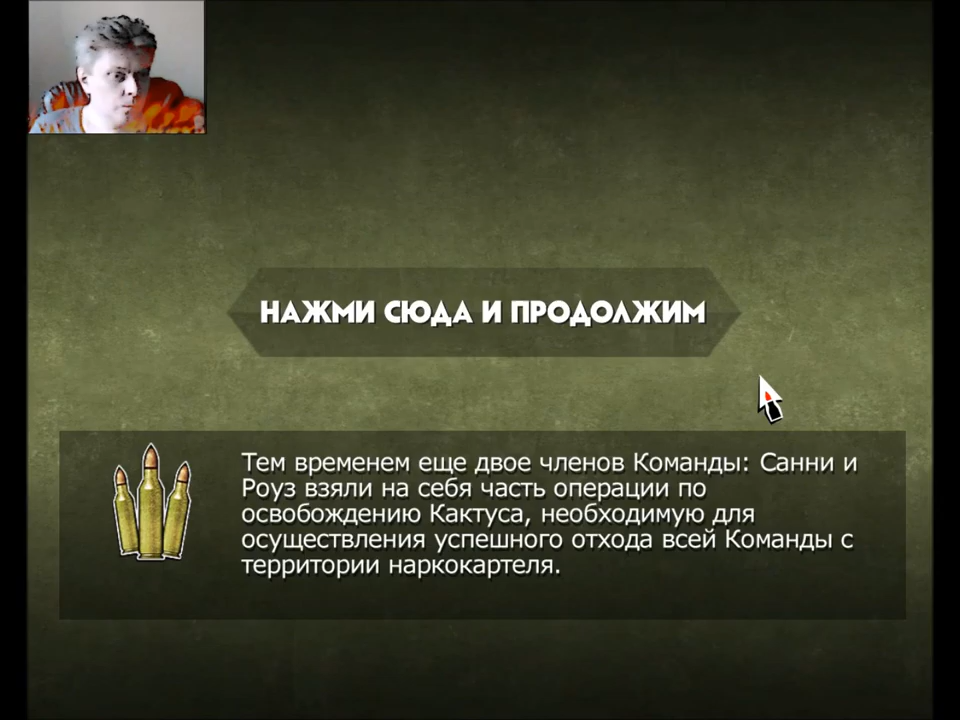 НАЖМИ СЮДА И ПРОДОЛЖИМ
Тем временем еще двое членов Команды: Санни и
Роуз взяли на себя часть операции по
освобождению Кактуса, необходимую для
осуществления успешного отхода всей Команды с
территории наркокартеля.